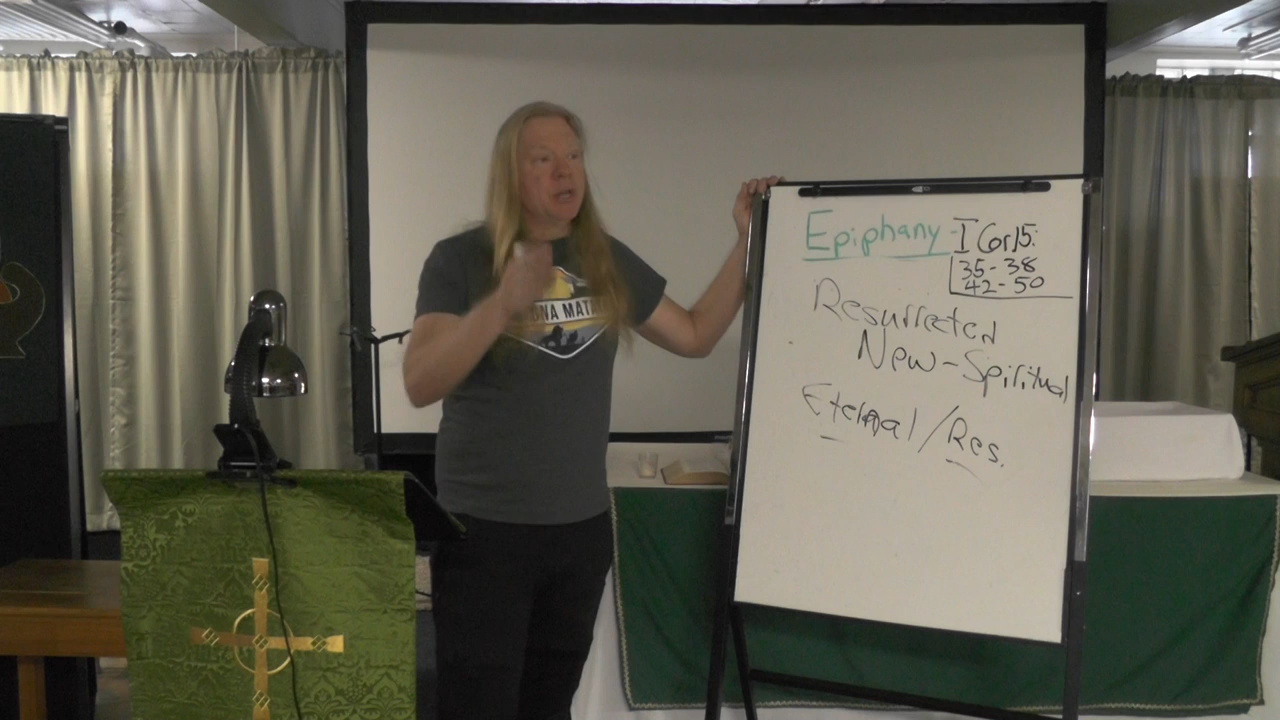 Epiphany - I Cor 15:
35-38
42-50
Resurrected
New-Spiritual
Eternal/Res.